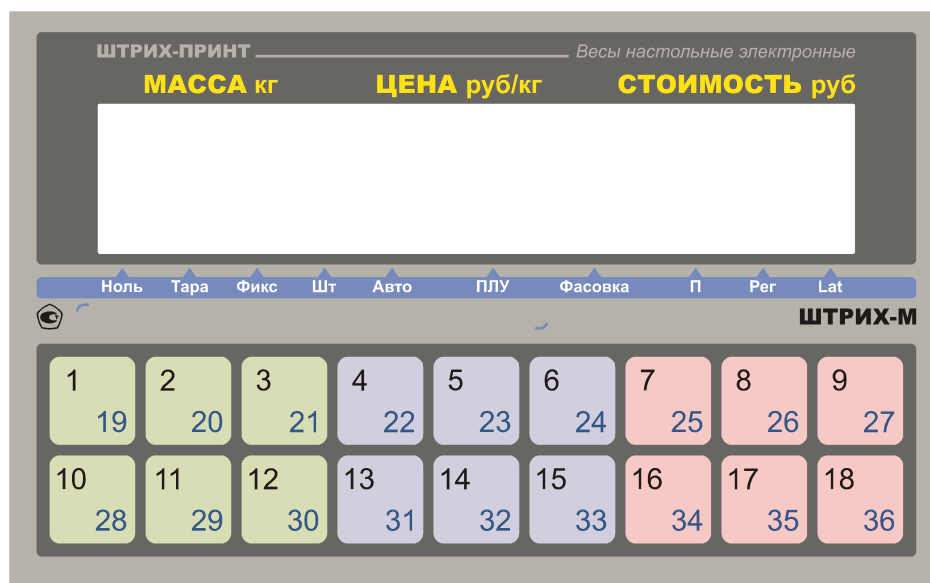 ШТРИХ-ПРИНТ Весы настольные электронные
МАССА кг ЦЕНА руб/кг СТОИМОСТЬ руб
Ноль Тара Фикс Шт Авто ПЛУ Фасовка П Рег Lat
ШТРИХ-М
1 2 3 4 5 6 7 8 9
19 20 21 22 23 24 25 26 27
10 11 12 13 14 15 16 17 18
28 29 30 31 32 33 34 35 36